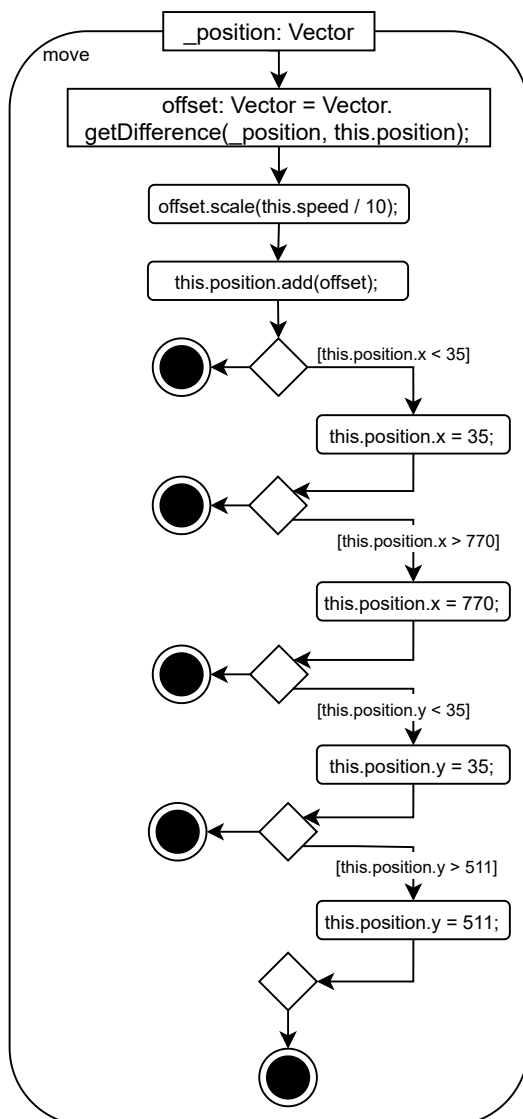 _position: Vector
move
offset: Vector = Vector.
getDifference(_position, this.position);
offset.scale(this.speed / 10);
this.position.add(offset);
[this.position.x < 35]
this.position.x = 35;
[this.position.x > 770]
this.position.x = 770;
[this.position.y < 35]
this.position.y = 35;
[this.position.y > 511]
this.position.y = 511;